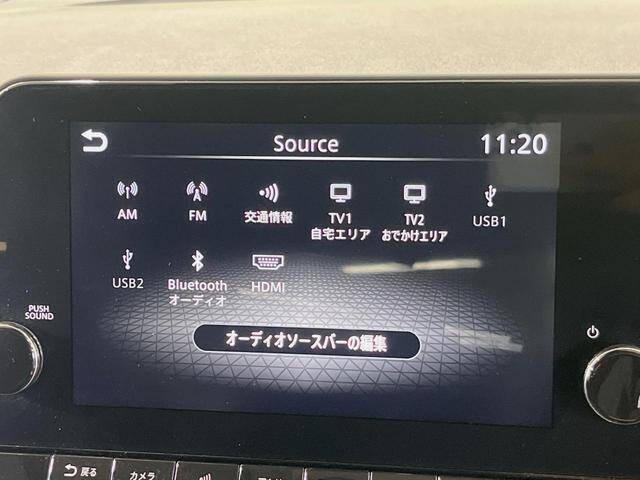 Source
11:20
AM
FM
交通情報
TV1
自宅エリア
TV2
おでかけエリア
USB1
USB2
Bluetooth
オーディオ
HDMI
オーディオソースバーの編集
PUSH
SOUND
戻る
カメラ